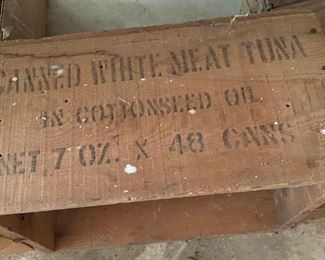 CANNED WHITE MEAT TUNA
IN COTTONSEED OIL
NET 7 OZ. X 48 CANS